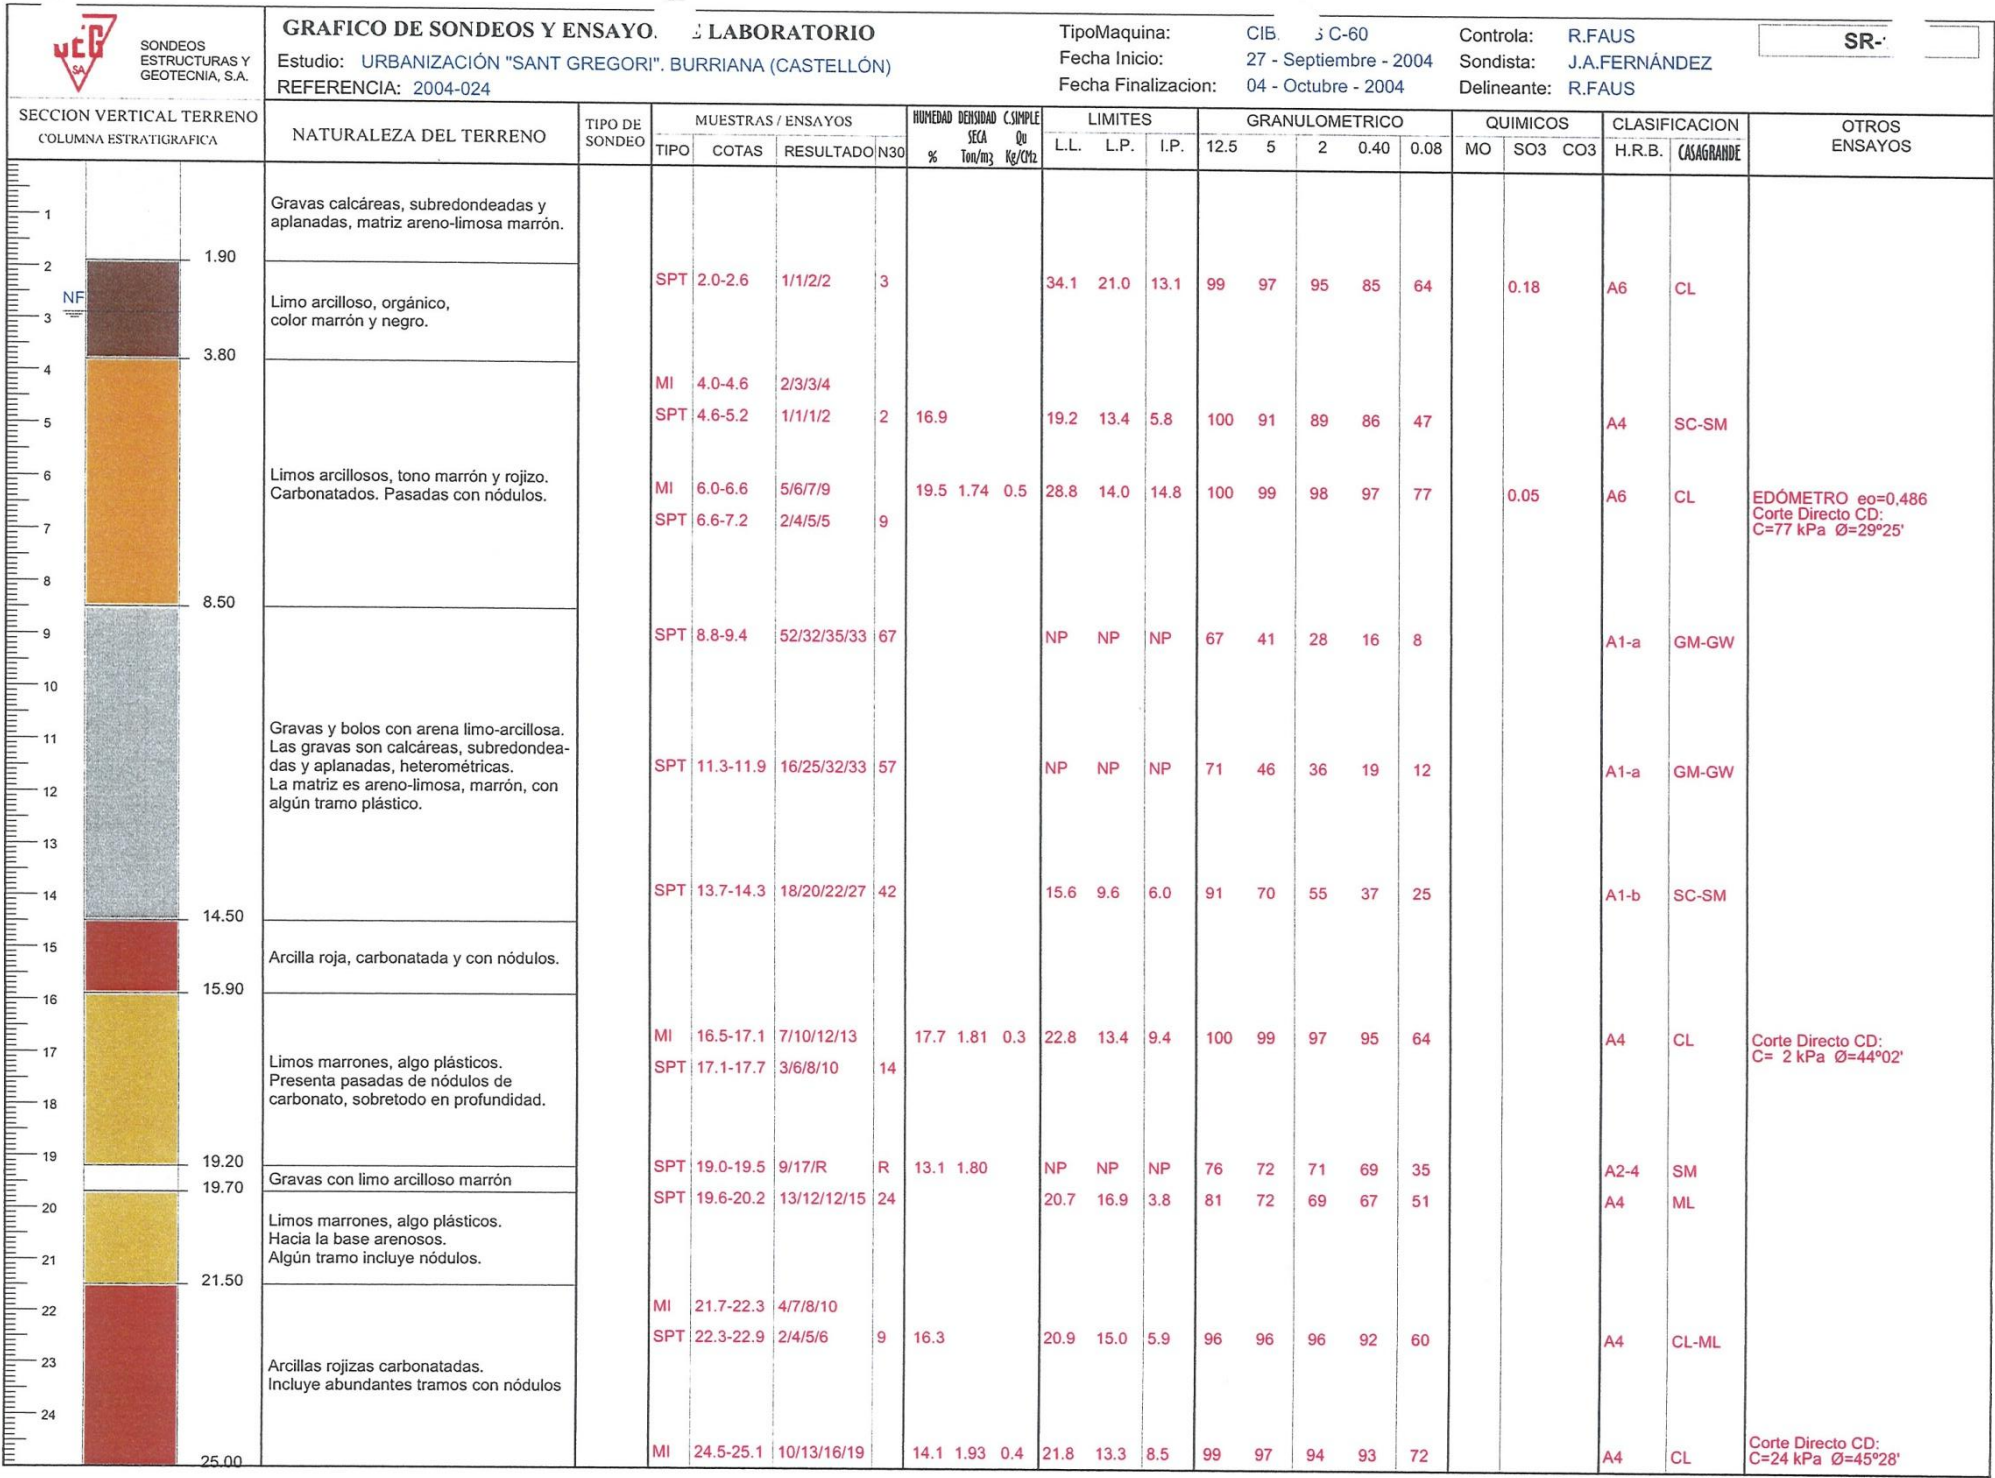 UCG SA
SONDEOS
ESTRUCTURAS Y
GEOTECNIA, S.A.
GRAFICO DE SONDEOS Y ENSAYO. E LABORATORIO
Estudio: URBANIZACIÓN "SANT GREGORI". BURRIANA (CASTELLÓN)
REFERENCIA: 2004-024
TipoMaquina: CIB. S C-60
Fecha Inicio: 27 - Septiembre - 2004
Fecha Finalizacion: 04 - Octubre - 2004
Controla: R.FAUS
Sondista: J.A.FERNÁNDEZ
Delineante: R.FAUS
SR-
SECCION VERTICAL TERRENO
COLUMNA ESTRATIGRAFICA
NATURALEZA DEL TERRENO
TIPO DE
SONDEO
MUESTRAS / ENSAYOS
TIPO COTAS RESULTADO N30
HUMEDAD DENSIDAD C.SIMPLE
SECA Qu
% Ton/m3 Kg/CM2
LIMITES
L.L. L.P. I.P.
GRANULOMETRICO
12.5 5 2 0.40 0.08
QUIMICOS
MO SO3 CO3
CLASIFICACION
H.R.B. CASAGRANDE
OTROS
ENSAYOS
Gravas calcáreas, subredondeadas y
aplanadas, matriz areno-limosa marrón.
1
1.90
2
SPT 2.0-2.6 1/1/2/2 3 34.1 21.0 13.1 99 97 95 85 64 0.18 A6 CL
NF
Limo arcilloso, orgánico,
color marrón y negro.
3
3.80
4
MI 4.0-4.6 2/3/3/4
SPT 4.6-5.2 1/1/1/2 2 16.9 19.2 13.4 5.8 100 91 89 86 47 A4 SC-SM
5
6
Limos arcillosos, tono marrón y rojizo.
Carbonatados. Pasadas con nódulos.
MI 6.0-6.6 5/6/7/9 19.5 1.74 0.5 28.8 14.0 14.8 100 99 98 97 77 0.05 A6 CL
EDÓMETRO eo=0,486
Corte Directo CD:
C=77 kPa Ø=29º25'
SPT 6.6-7.2 2/4/5/5 9
7
8
8.50
9
SPT 8.8-9.4 52/32/35/33 67 NP NP NP 67 41 28 16 8 A1-a GM-GW
10
11
Gravas y bolos con arena limo-arcillosa.
Las gravas son calcáreas, subredondea-
das y aplanadas, heterométricas.
La matriz es areno-limosa, marrón, con
algún tramo plástico.
SPT 11.3-11.9 16/25/32/33 57 NP NP NP 71 46 36 19 12 A1-a GM-GW
12
13
14
SPT 13.7-14.3 18/20/22/27 42 15.6 9.6 6.0 91 70 55 37 25 A1-b SC-SM
14.50
15
Arcilla roja, carbonatada y con nódulos.
15.90
16
MI 16.5-17.1 7/10/12/13 17.7 1.81 0.3 22.8 13.4 9.4 100 99 97 95 64 A4 CL
Corte Directo CD:
C= 2 kPa Ø=44º02'
17
SPT 17.1-17.7 3/6/8/10 14
Limos marrones, algo plásticos.
Presenta pasadas de nódulos de
carbonato, sobretodo en profundidad.
18
19
19.20
SPT 19.0-19.5 9/17/R R 13.1 1.80 NP NP NP 76 72 71 69 35 A2-4 SM
Gravas con limo arcilloso marrón
19.70
SPT 19.6-20.2 13/12/12/15 24 20.7 16.9 3.8 81 72 69 67 51 A4 ML
20
Limos marrones, algo plásticos.
Hacia la base arenosos.
Algún tramo incluye nódulos.
21
21.50
22
MI 21.7-22.3 4/7/8/10
SPT 22.3-22.9 2/4/5/6 9 16.3 20.9 15.0 5.9 96 96 96 92 60 A4 CL-ML
23
Arcillas rojizas carbonatadas.
Incluye abundantes tramos con nódulos
24
25.00
MI 24.5-25.1 10/13/16/19 14.1 1.93 0.4 21.8 13.3 8.5 99 97 94 93 72 A4 CL
Corte Directo CD:
C=24 kPa Ø=45º28'